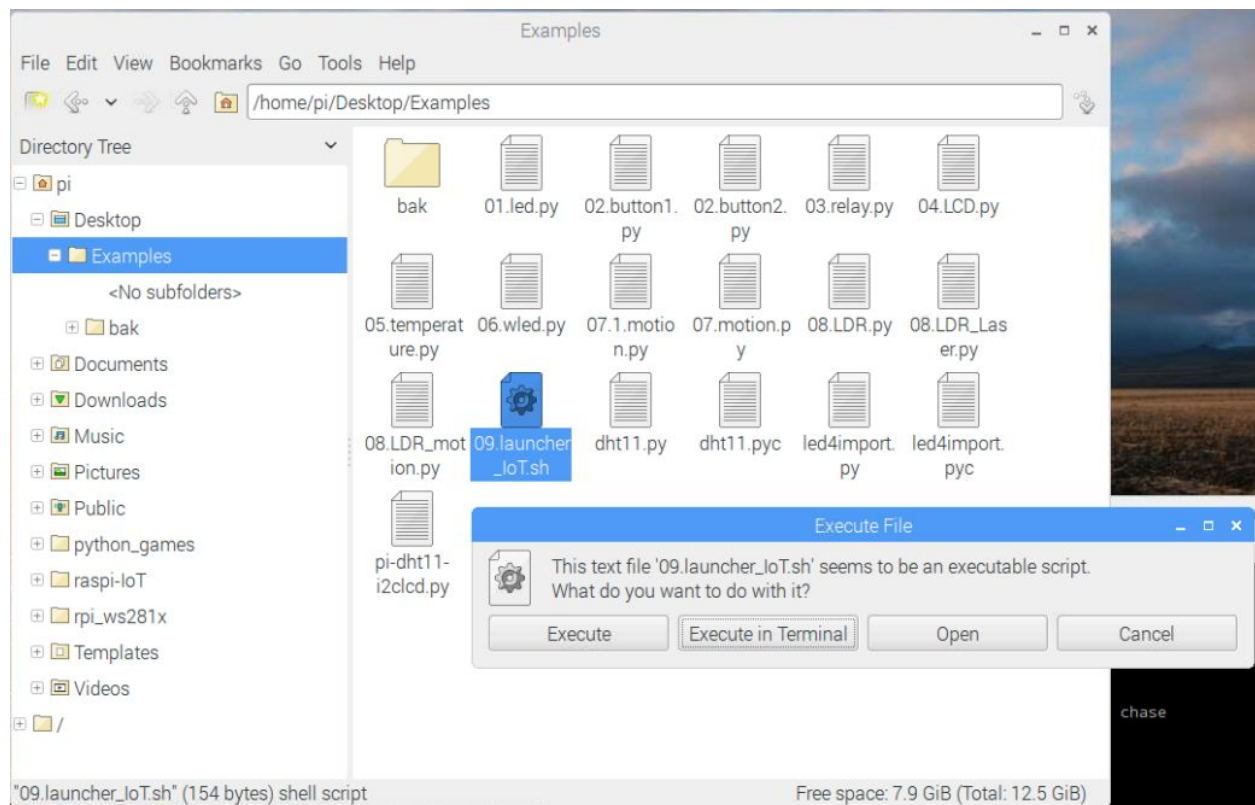 Examples
File Edit View Bookmarks Go Tools Help
/home/pi/Desktop/Examples
Directory Tree
pi
Desktop
Examples
<No subfolders>
bak
Documents
Downloads
Music
Pictures
Public
python_games
raspi-IoT
rpi_ws281x
Templates
Videos
/
bak
01.led.py
02.button1.
py
02.button2.
py
03.relay.py
04.LCD.py
05.temperat
ure.py
06.wled.py
07.1.motio
n.py
07.motion.p
y
08.LDR.py
08.LDR_Las
er.py
08.LDR_mot
ion.py
09.launcher
_IoT.sh
dht11.py
dht11.pyc
led4import.
py
led4import.
pyc
pi-dht11-
i2clcd.py
Execute File
This text file '09.launcher_IoT.sh' seems to be an executable script.
What do you want to do with it?
Execute
Execute in Terminal
Open
Cancel
chase
"09.launcher_IoT.sh" (154 bytes) shell script
Free space: 7.9 GiB (Total: 12.5 GiB)